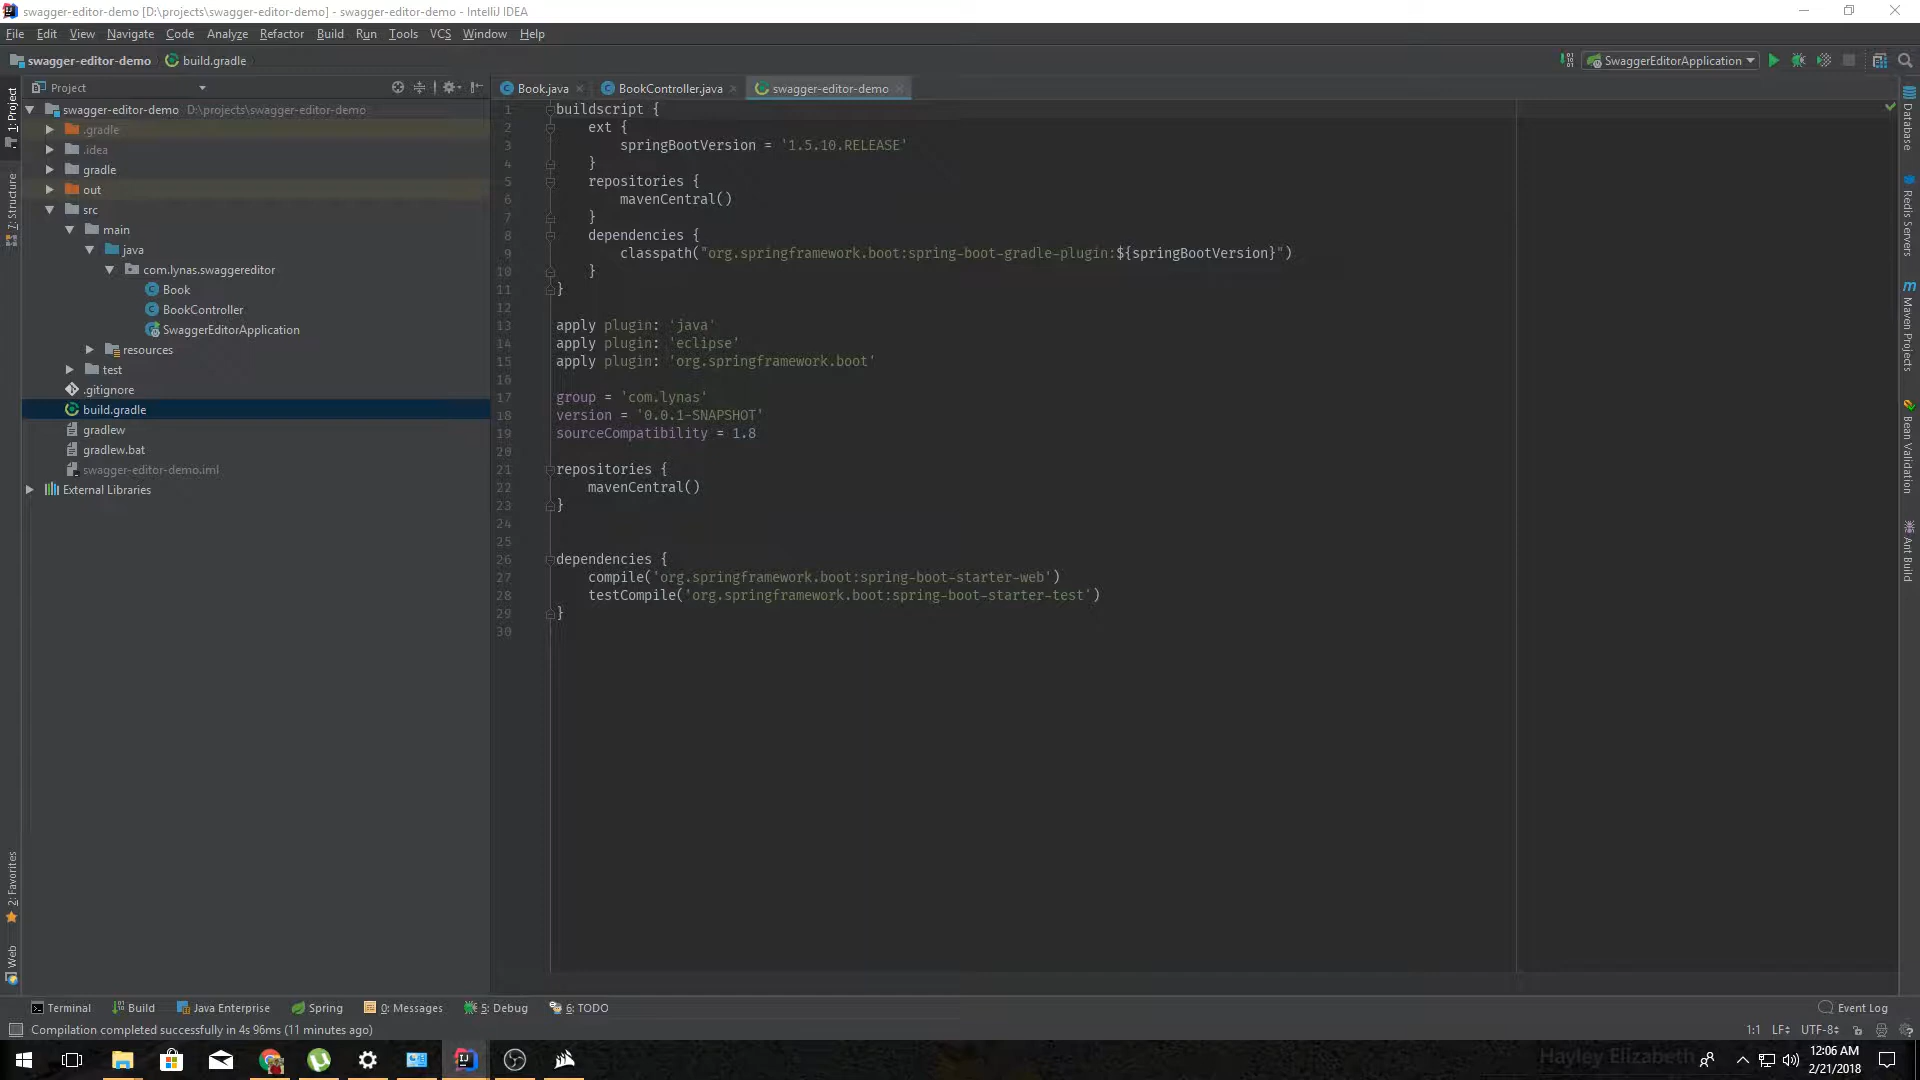 swagger-editor-demo [D:\projects\swagger-editor-demo] - swagger-editor-demo - IntelliJ IDEA
File Edit View Navigate Code Analyze Refactor Build Run Tools VCS Window Help
swagger-editor-demo build.gradle SwaggerEditorApplication
Project
Book.java BookController.java swagger-editor-demo
1: Project
7: Structure
2: Favorites
Web
swagger-editor-demo D:\projects\swagger-editor-demo
.gradle
.idea
gradle
out
src
main
java
com.lynas.swaggereditor
Book
BookController
SwaggerEditorApplication
resources
test
.gitignore
build.gradle
gradlew
gradlew.bat
swagger-editor-demo.iml
External Libraries
1 buildscript {
2 ext {
3 springBootVersion = '1.5.10.RELEASE'
4 }
5 repositories {
6 mavenCentral()
7 }
8 dependencies {
9 classpath("org.springframework.boot:spring-boot-gradle-plugin:${springBootVersion}")
10 }
11 }
12
13 apply plugin: 'java'
14 apply plugin: 'eclipse'
15 apply plugin: 'org.springframework.boot'
16
17 group = 'com.lynas'
18 version = '0.0.1-SNAPSHOT'
19 sourceCompatibility = 1.8
20
21 repositories {
22 mavenCentral()
23 }
24
25
26 dependencies {
27 compile('org.springframework.boot:spring-boot-starter-web')
28 testCompile('org.springframework.boot:spring-boot-starter-test')
29 }
30
Database
Redis Servers
Maven Projects
Bean Validation
Ant Build
Terminal Build Java Enterprise Spring 0: Messages 5: Debug 6: TODO Event Log
Compilation completed successfully in 4s 96ms (11 minutes ago) 1:1 LF UTF-8
Hayley Elizabeth
12:06 AM
2/21/2018